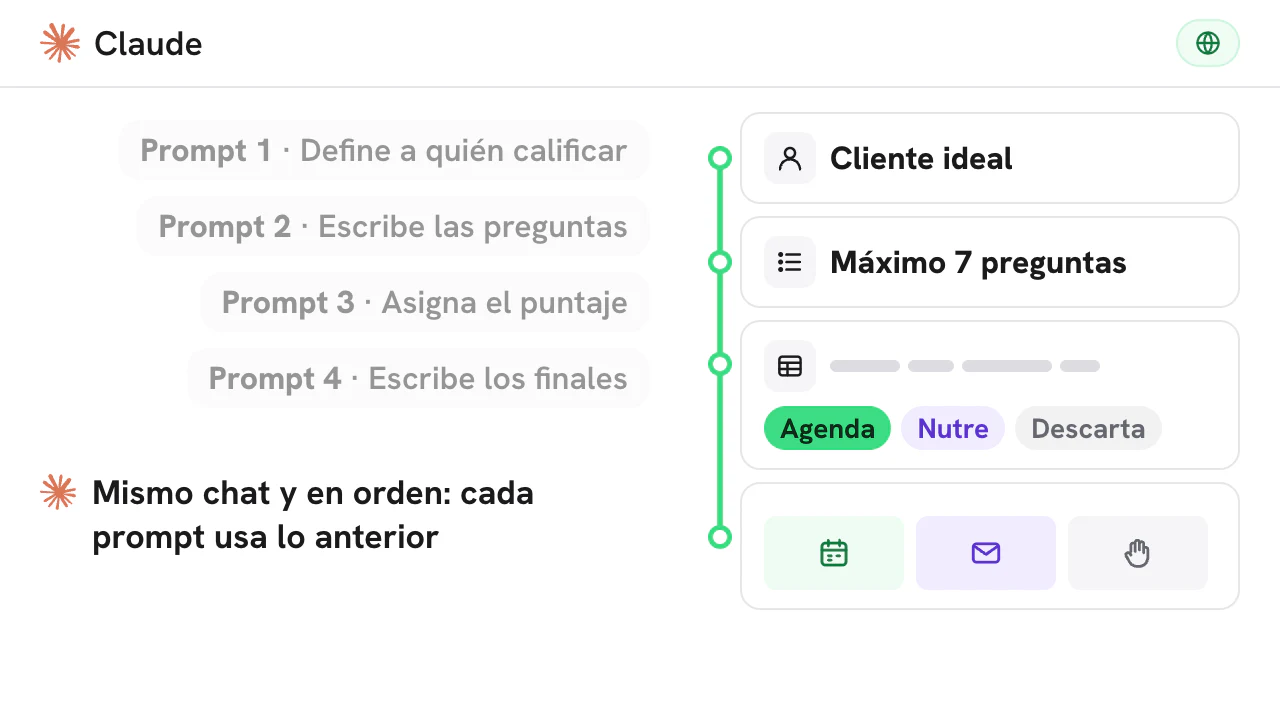 Claude
Prompt 1 · Define a quién calificar
Prompt 2 · Escribe las preguntas
Prompt 3 · Asigna el puntaje
Prompt 4 · Escribe los finales
Mismo chat y en orden: cada
prompt usa lo anterior
Cliente ideal
Máximo 7 preguntas
Agenda Nutre Descarta